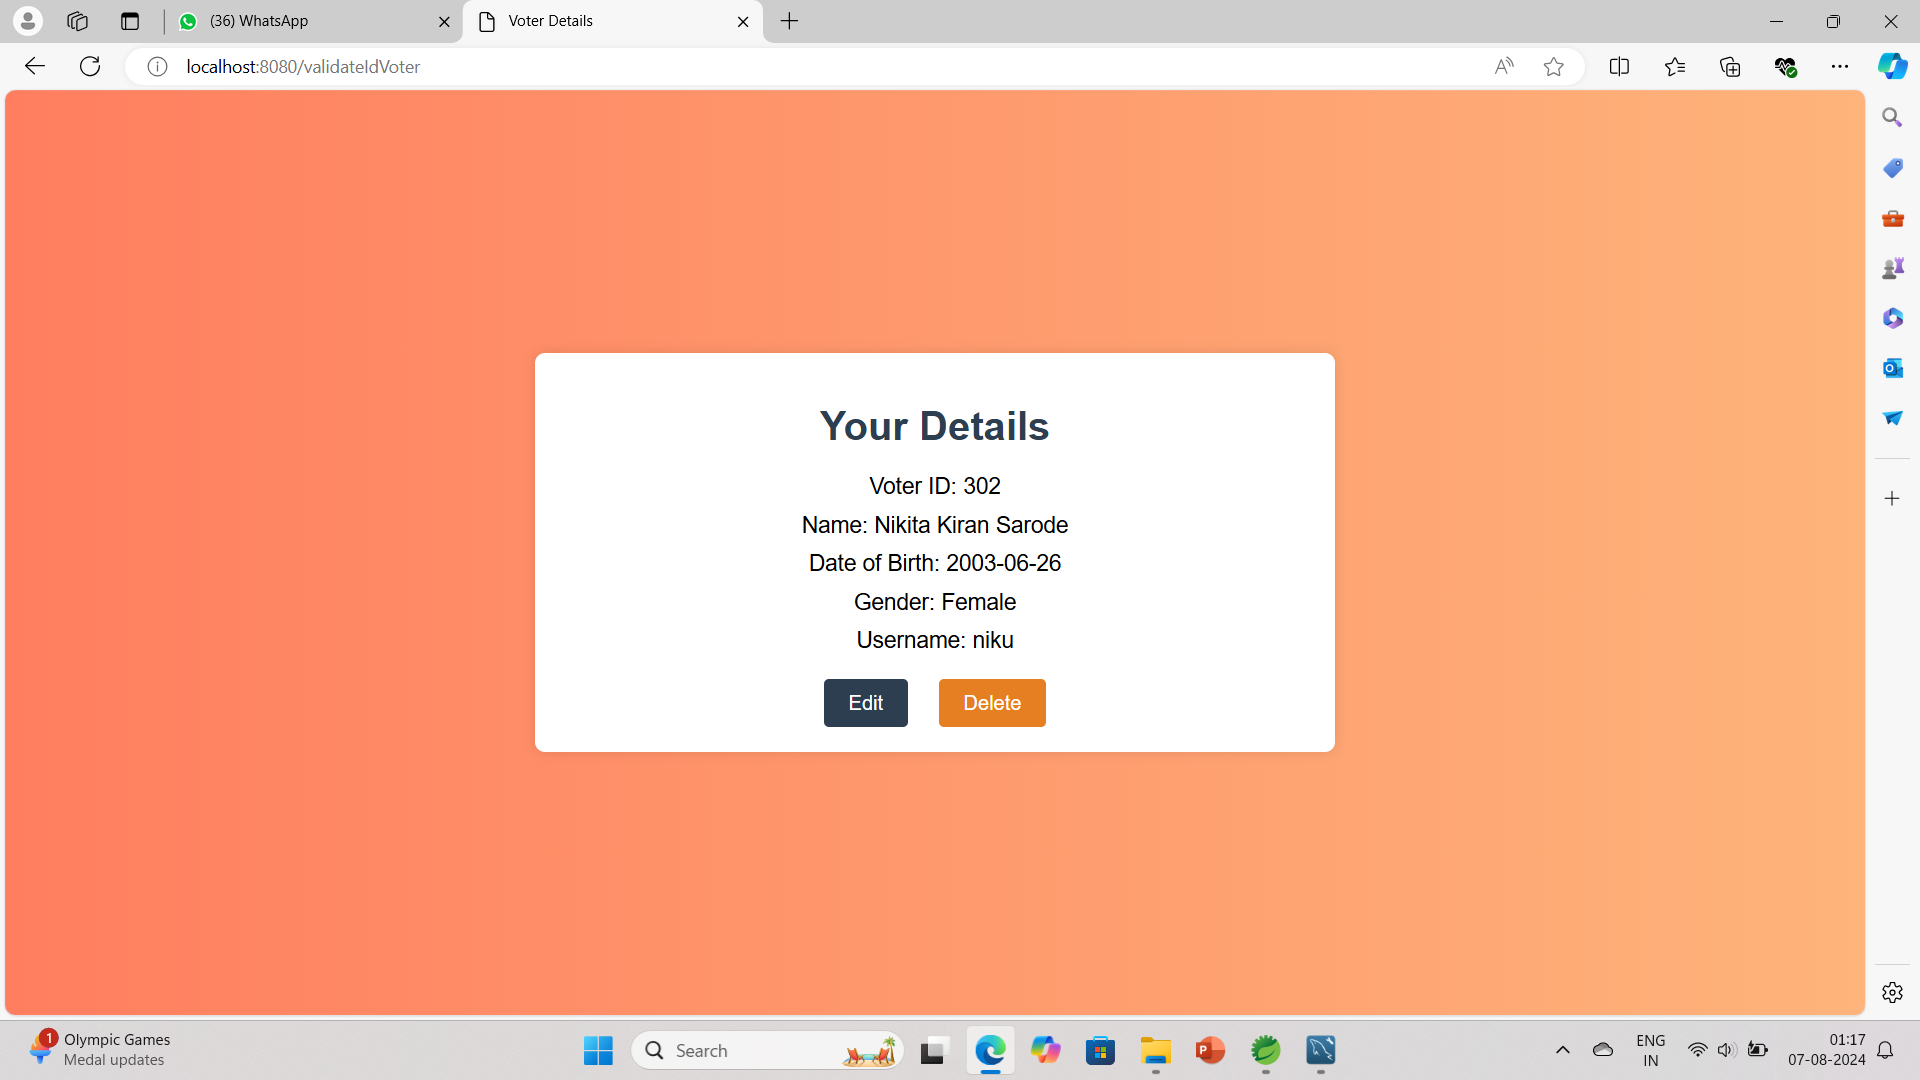 (36) WhatsApp
Voter Details
localhost:8080/validateIdVoter
Your Details
Voter ID: 302
Name: Nikita Kiran Sarode
Date of Birth: 2003-06-26
Gender: Female
Username: niku
Edit
Delete
1
Olympic Games
Medal updates
Search
ENG
IN
01:17
07-08-2024